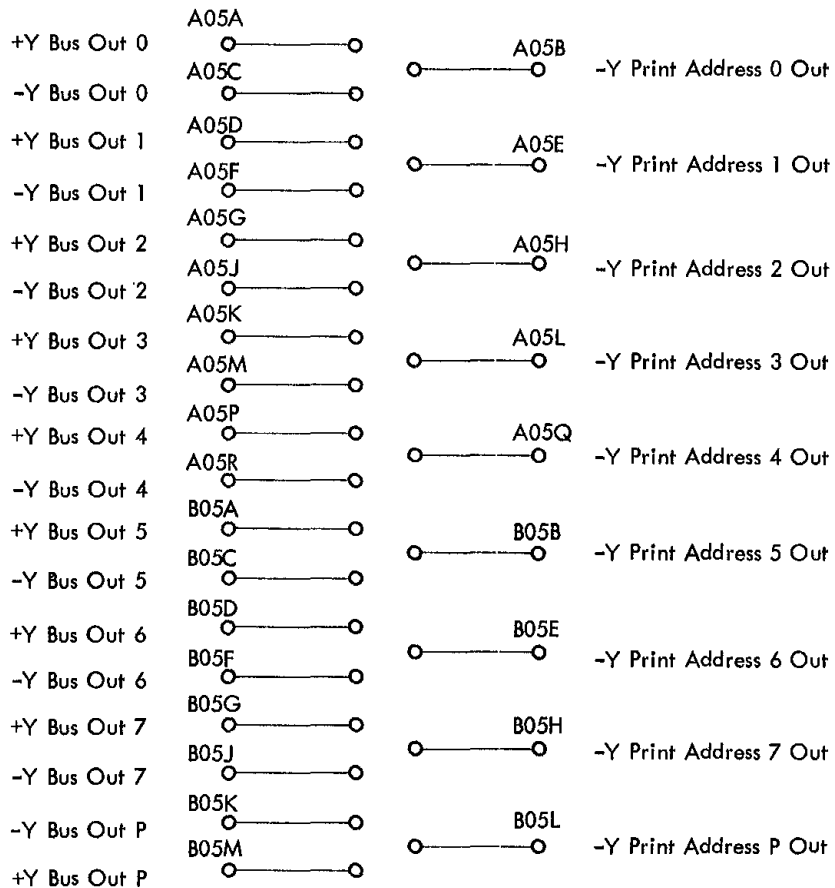 A05A
+Y Bus Out 0
A05B
-Y Print Address 0 Out
A05C
-Y Bus Out 0
A05D
+Y Bus Out 1
A05E
-Y Print Address 1 Out
A05F
-Y Bus Out 1
A05G
+Y Bus Out 2
A05H
-Y Print Address 2 Out
A05J
-Y Bus Out 2
A05K
+Y Bus Out 3
A05L
-Y Print Address 3 Out
A05M
-Y Bus Out 3
A05P
+Y Bus Out 4
A05Q
-Y Print Address 4 Out
A05R
-Y Bus Out 4
B05A
+Y Bus Out 5
B05B
-Y Print Address 5 Out
B05C
-Y Bus Out 5
B05D
+Y Bus Out 6
B05E
-Y Print Address 6 Out
B05F
-Y Bus Out 6
B05G
+Y Bus Out 7
B05H
-Y Print Address 7 Out
B05J
-Y Bus Out 7
B05K
-Y Bus Out P
B05L
-Y Print Address P Out
B05M
+Y Bus Out P